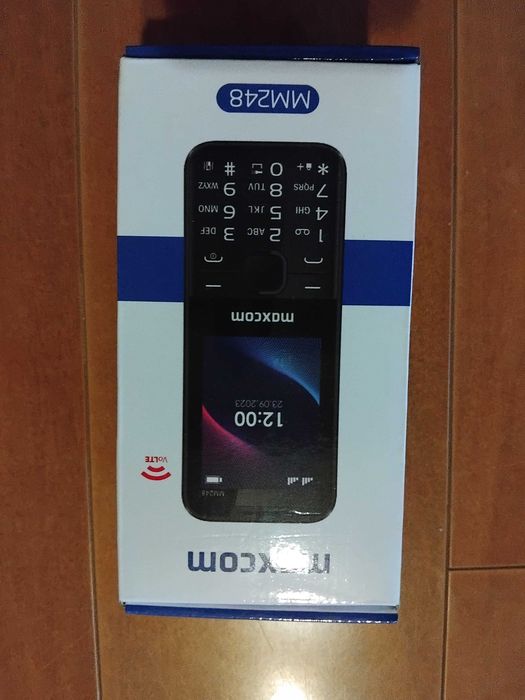 maxcom
MM248
VoLTE
12:00
23.09.2023
maxcom
1 2 ABC 3 DEF
4 GHI 5 JKL 6 MNO
7 PQRS 8 TUV 9 WXYZ
* + 0 #
MM248